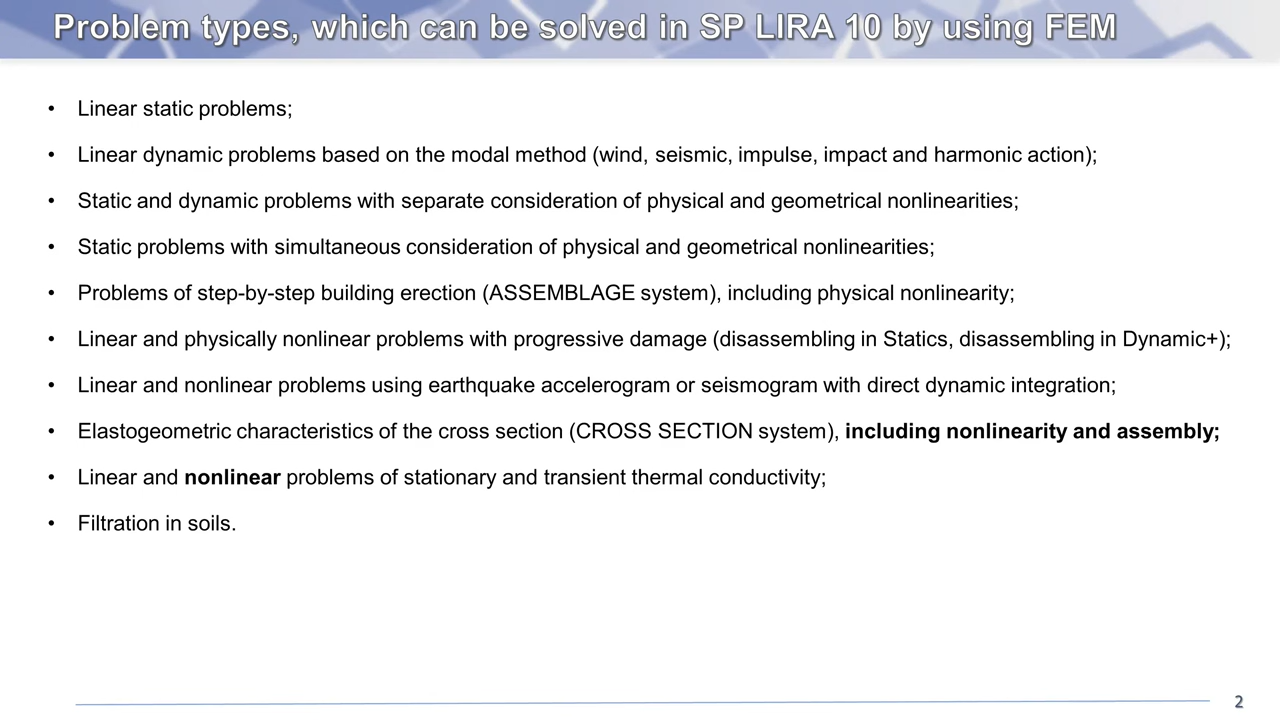 Problem types, which can be solved in SP LIRA 10 by using FEM
• Linear static problems;
• Linear dynamic problems based on the modal method (wind, seismic, impulse, impact and harmonic action);
• Static and dynamic problems with separate consideration of physical and geometrical nonlinearities;
• Static problems with simultaneous consideration of physical and geometrical nonlinearities;
• Problems of step-by-step building erection (ASSEMBLAGE system), including physical nonlinearity;
• Linear and physically nonlinear problems with progressive damage (disassembling in Statics, disassembling in Dynamic+);
• Linear and nonlinear problems using earthquake accelerogram or seismogram with direct dynamic integration;
• Elastogeometric characteristics of the cross section (CROSS SECTION system), including nonlinearity and assembly;
• Linear and nonlinear problems of stationary and transient thermal conductivity;
• Filtration in soils.
2